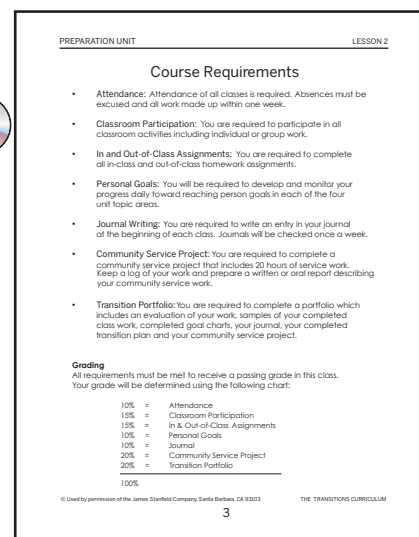 PREPARATION UNIT LESSON 2
Course Requirements
• Attendance: Attendance of all classes is required. Absences must be
excused and all work made up within one week.
• Classroom Participation: You are required to participate in all
classroom activities including individual or group work.
• In and Out-of-Class Assignments: You are required to complete
all in-class and out-of-class homework assignments.
• Personal Goals: You will be required to develop and monitor your
progress daily toward reaching person goals in each of the four
unit topic areas.
• Journal Writing: You are required to write an entry in your journal
at the beginning of each class. Journals will be checked once a week.
• Community Service Project: You are required to complete a
community service project that includes 20 hours of service work.
Keep a log of your work and prepare a written or oral report describing
your community service work.
• Transition Portfolio: You are required to complete a portfolio which
includes an evaluation of your work, samples of your completed
class work, completed goal charts, your journal, your completed
transition plan and your community service project.
Grading
All requirements must be met to receive a passing grade in this class.
Your grade will be determined using the following chart:
10% = Attendance
15% = Classroom Participation
15% = In & Out-of-Class Assignments
10% = Personal Goals
10% = Journal
20% = Community Service Project
20% = Transition Portfolio
100%
© Used by permission of the James Stanfield Company, Santa Barbara, CA 93103 THE TRANSITIONS CURRICULUM
3